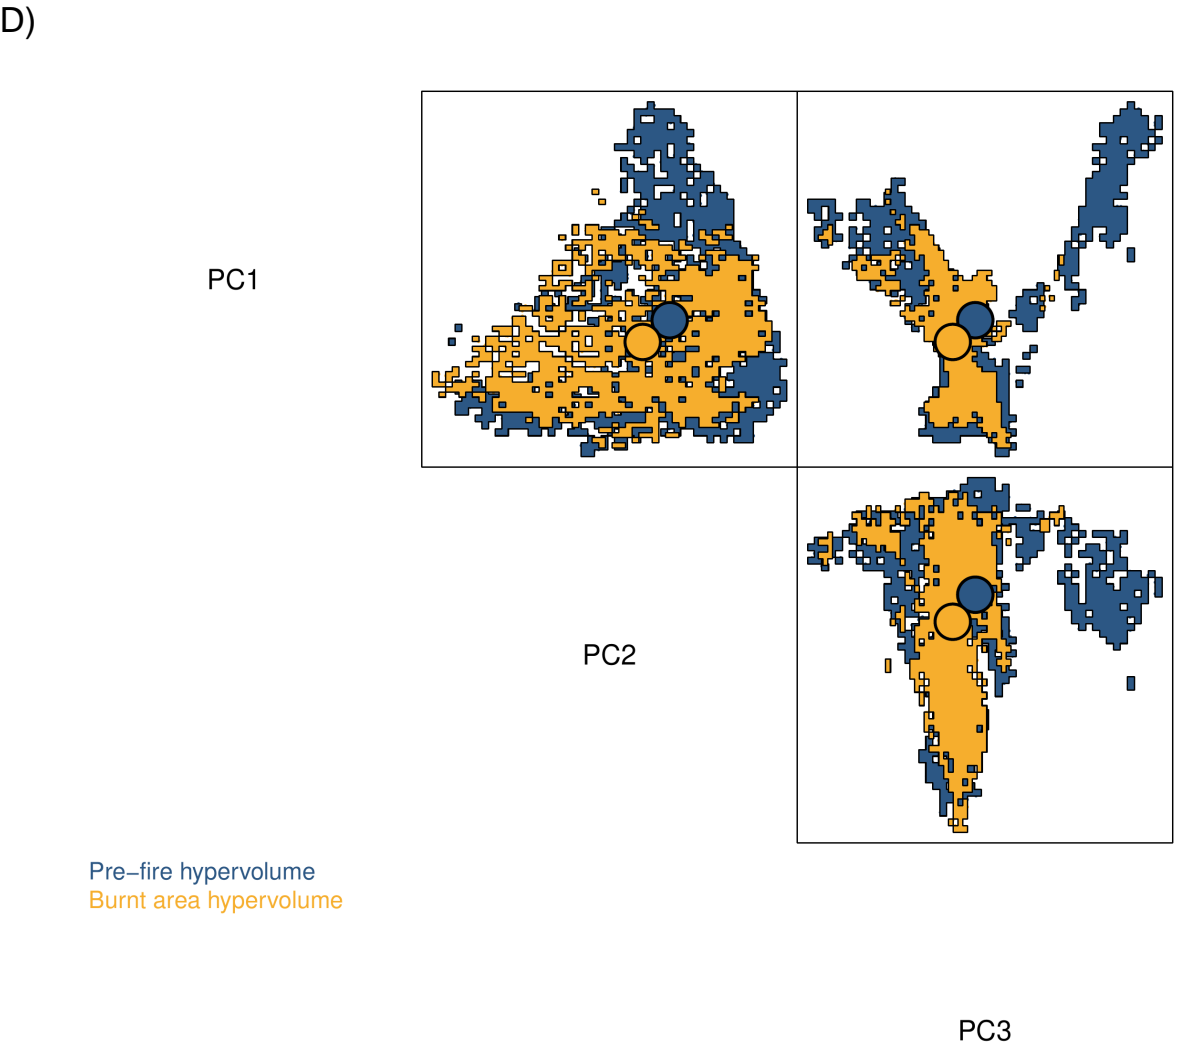 D)
PC1
PC2
Pre−fire hypervolume
Burnt area hypervolume
PC3